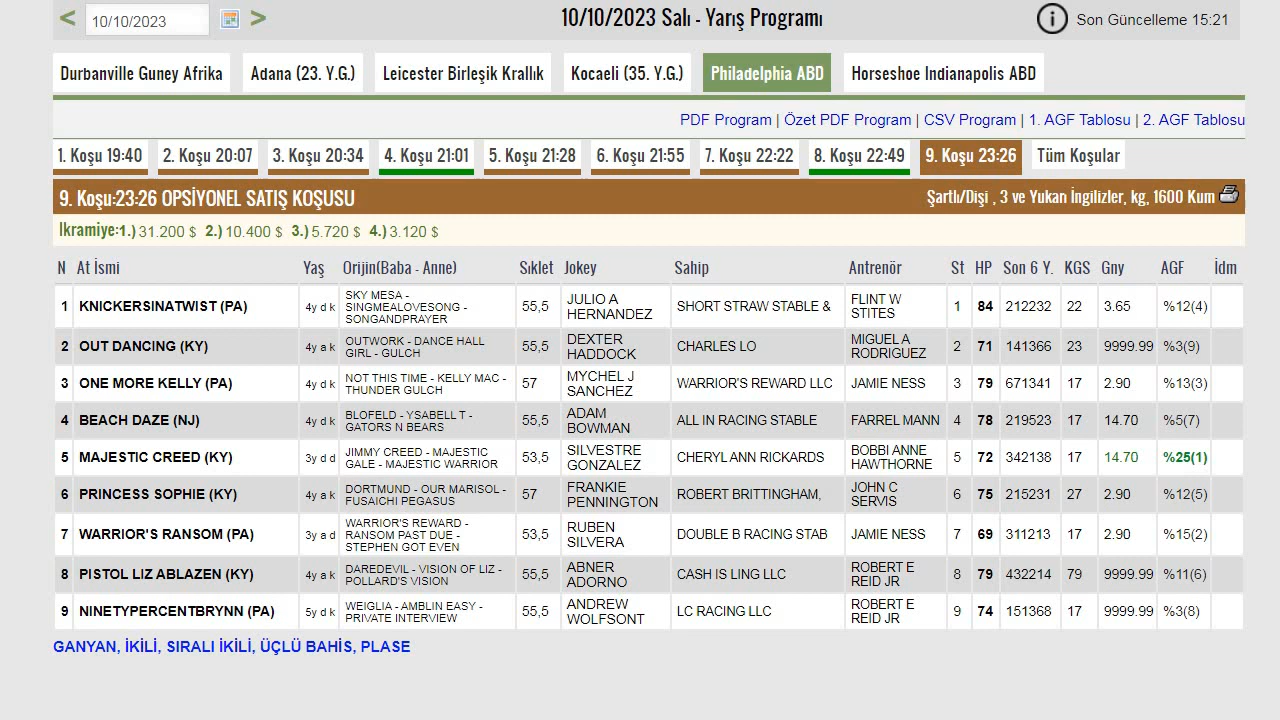 < 10/10/2023 >
10/10/2023 Salı - Yarış Programı
Son Güncelleme 15:21
Durbanville Guney Afrika Adana (23. Y.G.) Leicester Birleşik Krallık Kocaeli (35. Y.G.) Philadelphia ABD Horseshoe Indianapolis ABD
PDF Program | Özet PDF Program | CSV Program | 1. AGF Tablosu | 2. AGF Tablosu
1. Koşu 19:40 2. Koşu 20:07 3. Koşu 20:34 4. Koşu 21:01 5. Koşu 21:28 6. Koşu 21:55 7. Koşu 22:22 8. Koşu 22:49 9. Koşu 23:26 Tüm Koşular
9. Koşu:23:26 OPSİYONEL SATIŞ KOŞUSU Şartlı/Dişi , 3 ve Yukarı İngilizler, kg, 1600 Kum
Ikramiye:1.) 31.200 $ 2.) 10.400 $ 3.) 5.720 $ 4.) 3.120 $
N At İsmi Yaş Orijin(Baba - Anne) Sıklet Jokey Sahip Antrenör St HP Son 6 Y. KGS Gny AGF İdm
1 KNICKERSINATWIST (PA) 4y d k SKY MESA - SINGMEALOVESONG - SONGANDPRAYER 55,5 JULIO A HERNANDEZ SHORT STRAW STABLE & FLINT W STITES 1 84 212232 22 3.65 %12(4)
2 OUT DANCING (KY) 4y a k OUTWORK - DANCE HALL GIRL - GULCH 55,5 DEXTER HADDOCK CHARLES LO MIGUEL A RODRIGUEZ 2 71 141366 23 9999.99 %3(9)
3 ONE MORE KELLY (PA) 4y d k NOT THIS TIME - KELLY MAC - THUNDER GULCH 57 MYCHEL J SANCHEZ WARRIOR'S REWARD LLC JAMIE NESS 3 79 671341 17 2.90 %13(3)
4 BEACH DAZE (NJ) 4y d k BLOFELD - YSABELL T - GATORS N BEARS 55,5 ADAM BOWMAN ALL IN RACING STABLE FARREL MANN 4 78 219523 17 14.70 %5(7)
5 MAJESTIC CREED (KY) 3y d d JIMMY CREED - MAJESTIC GALE - MAJESTIC WARRIOR 53,5 SILVESTRE GONZALEZ CHERYL ANN RICKARDS BOBBI ANNE HAWTHORNE 5 72 342138 17 14.70 %25(1)
6 PRINCESS SOPHIE (KY) 4y a k DORTMUND - OUR MARISOL - FUSAICHI PEGASUS 57 FRANKIE PENNINGTON ROBERT BRITTINGHAM, JOHN C SERVIS 6 75 215231 27 2.90 %12(5)
7 WARRIOR'S RANSOM (PA) 3y a d WARRIOR'S REWARD - RANSOM PAST DUE - STEPHEN GOT EVEN 53,5 RUBEN SILVERA DOUBLE B RACING STAB JAMIE NESS 7 69 311213 17 2.90 %15(2)
8 PISTOL LIZ ABLAZEN (KY) 4y a k DAREDEVIL - VISION OF LIZ - POLLARD'S VISION 55,5 ABNER ADORNO CASH IS LING LLC ROBERT E REID JR 8 79 432214 79 9999.99 %11(6)
9 NINETYPERCENTBRYNN (PA) 5y d k WEIGLIA - AMBLIN EASY - PRIVATE INTERVIEW 55,5 ANDREW WOLFSONT LC RACING LLC ROBERT E REID JR 9 74 151368 17 9999.99 %3(8)
GANYAN, İKİLİ, SIRALI İKİLİ, ÜÇLÜ BAHİS, PLASE